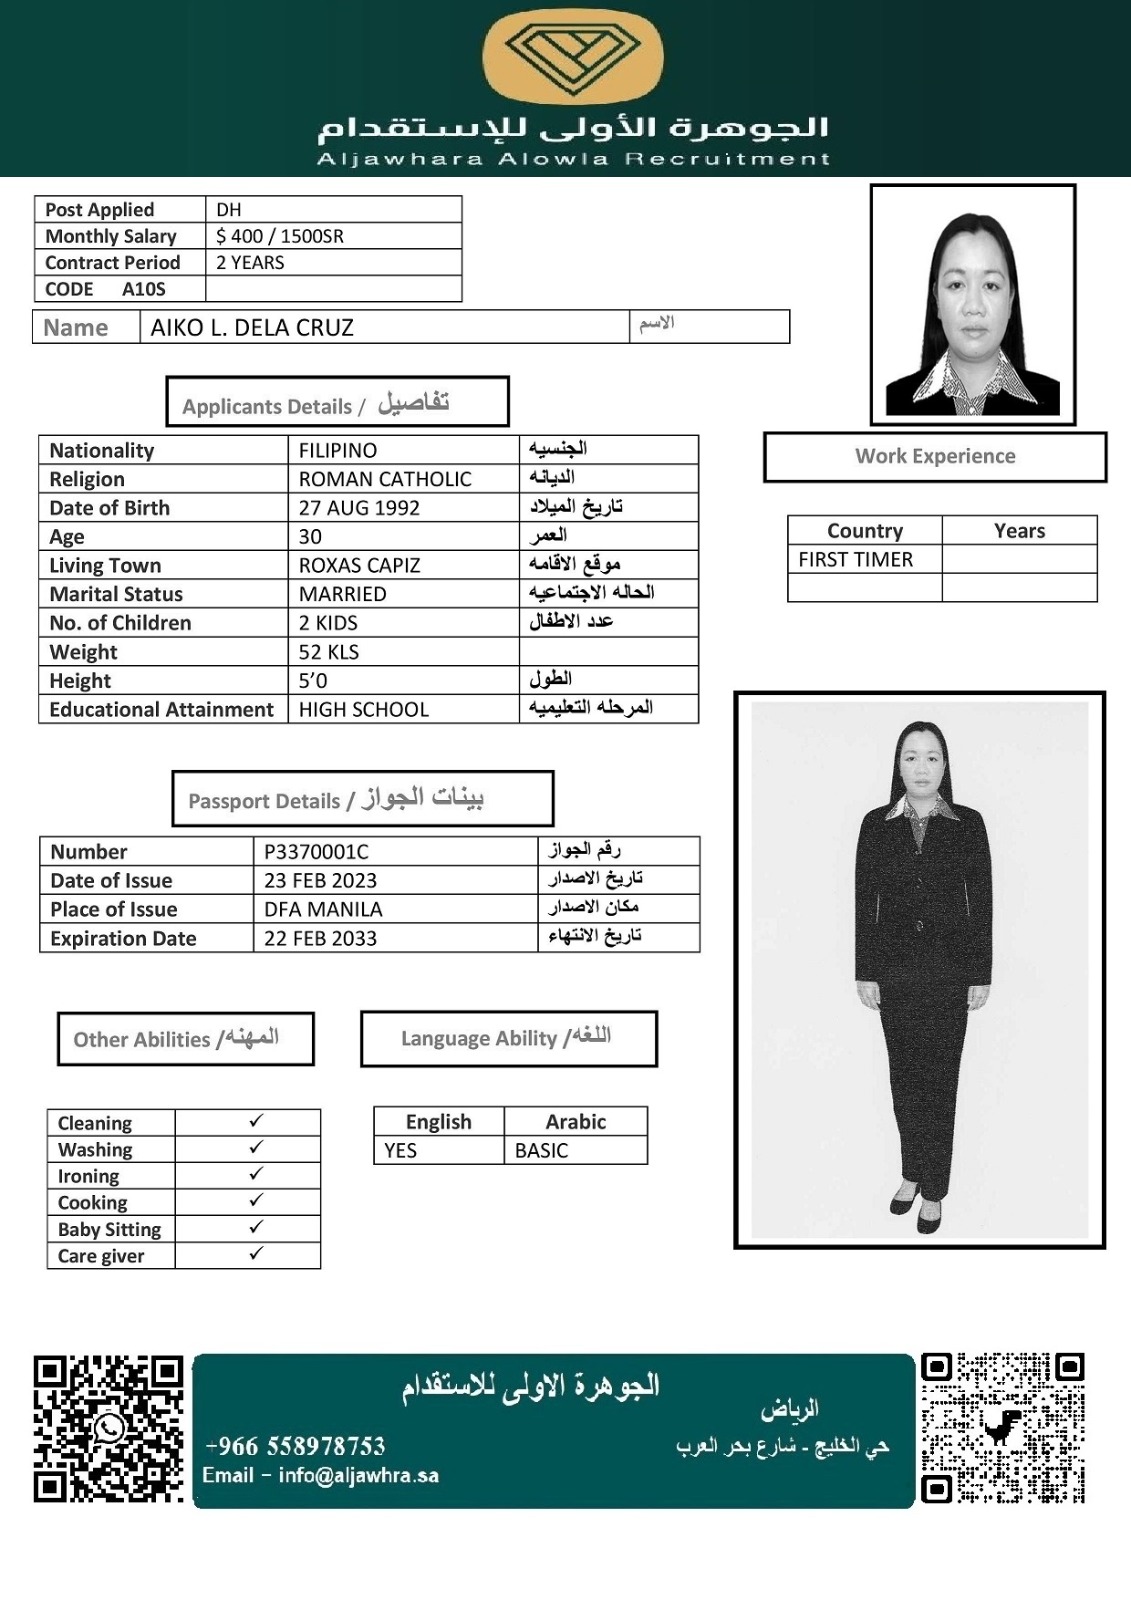 الجوهرة الأولى للإستقدام
Aljawhara Alowla Recruitment
Post Applied DH
Monthly Salary $ 400 / 1500SR
Contract Period 2 YEARS
CODE A10S
Name AIKO L. DELA CRUZ الاسم
Applicants Details / تفاصيل
Nationality FILIPINO الجنسيه
Religion ROMAN CATHOLIC الديانه
Date of Birth 27 AUG 1992 تاريخ الميلاد
Age 30 العمر
Living Town ROXAS CAPIZ موقع الاقامه
Marital Status MARRIED الحاله الاجتماعيه
No. of Children 2 KIDS عدد الاطفال
Weight 52 KLS
Height 5’0 الطول
Educational Attainment HIGH SCHOOL المرحله التعليميه
Work Experience
Country Years
FIRST TIMER
Passport Details / بينات الجواز
Number P3370001C رقم الجواز
Date of Issue 23 FEB 2023 تاريخ الاصدار
Place of Issue DFA MANILA مكان الاصدار
Expiration Date 22 FEB 2033 تاريخ الانتهاء
Other Abilities /المهنه
Cleaning ✓
Washing ✓
Ironing ✓
Cooking ✓
Baby Sitting ✓
Care giver ✓
Language Ability /اللغه
English Arabic
YES BASIC
الجوهرة الاولى للاستقدام
الرياض
حي الخليج - شارع بحر العرب
+966 558978753
Email – info@aljawhra.sa